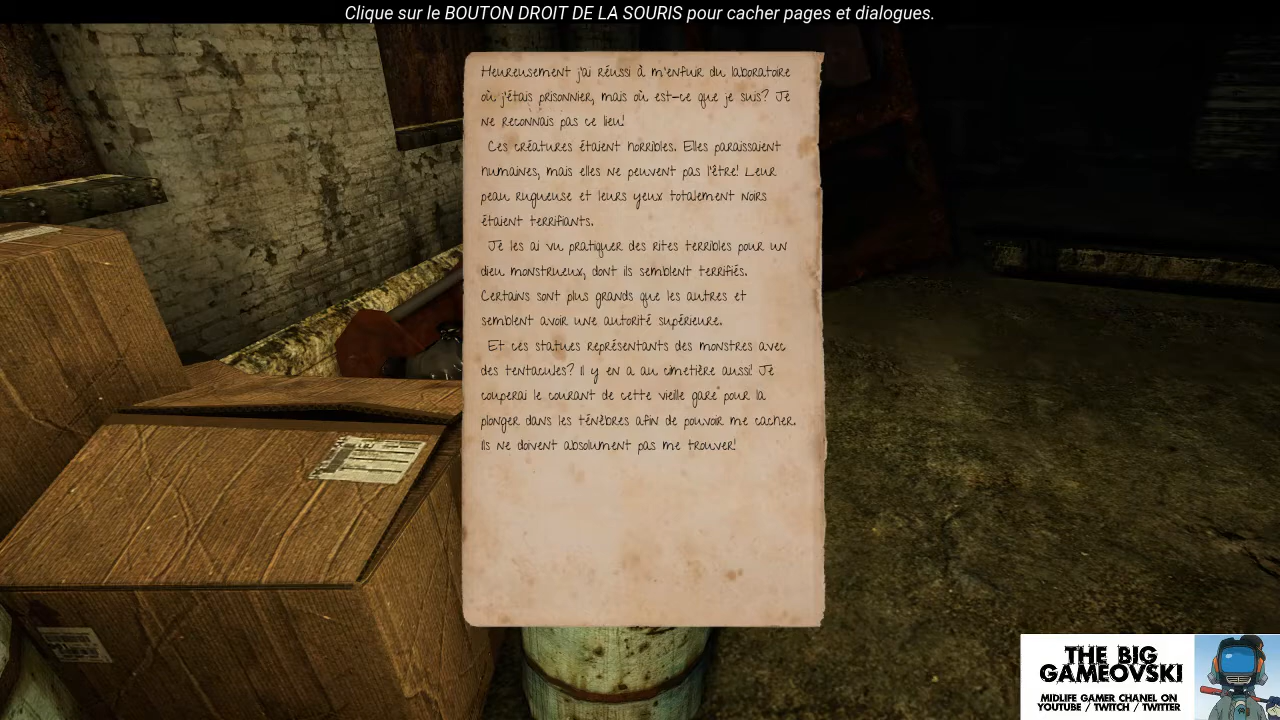 Clique sur le BOUTON DROIT DE LA SOURIS pour cacher pages et dialogues.
Heureusement j'ai réussi à m'enfuir du laboratoire
où j'étais prisonnier, mais où est-ce que je suis? Je
ne reconnais pas ce lieu!
Ces créatures étaient horribles. Elles paraissaient
humaines, mais elles ne peuvent pas l'être! Leur
peau rugueuse et leurs yeux totalement noirs
étaient terrifiants.
Je les ai vu pratiquer des rites terribles pour un
dieu monstrueux, dont ils semblent terrifiés.
Certains sont plus grands que les autres et
semblent avoir une autorité supérieure.
Et ces statues représentants des monstres avec
des tentacules? Il y en a au cimetière aussi! Je
couperai le courant de cette vieille gare pour la
plonger dans les ténèbres afin de pouvoir me cacher.
Ils ne doivent absolument pas me trouver!
THE BIG
GAMEOVSKI
MIDLIFE GAMER CHANEL ON
YOUTUBE / TWITCH / TWITTER